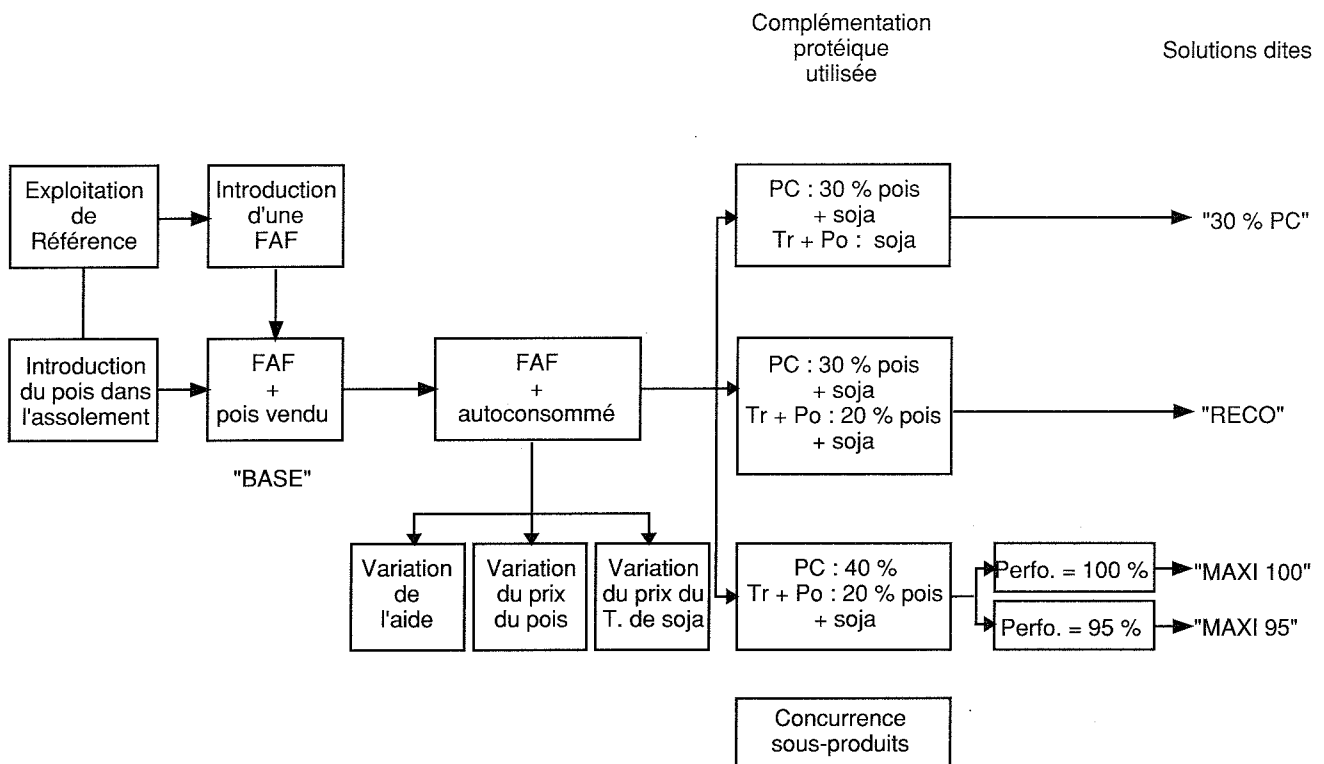 Complémentation
protéique
utilisée
Solutions dites
Exploitation
de
Référence
Introduction
d'une
FAF
PC : 30 % pois
+ soja
Tr + Po : soja
"30 % PC"
Introduction
du pois dans
l'assolement
FAF
+
pois vendu
"BASE"
FAF
+
autoconsommé
PC : 30 % pois
+ soja
Tr + Po : 20 % pois
+ soja
"RECO"
Variation
de
l'aide
Variation
du prix
du pois
Variation
du prix du
T. de soja
PC : 40 %
Tr + Po : 20 % pois
+ soja
Perfo. = 100 %
"MAXI 100"
Perfo. = 95 %
"MAXI 95"
Concurrence
sous-produits